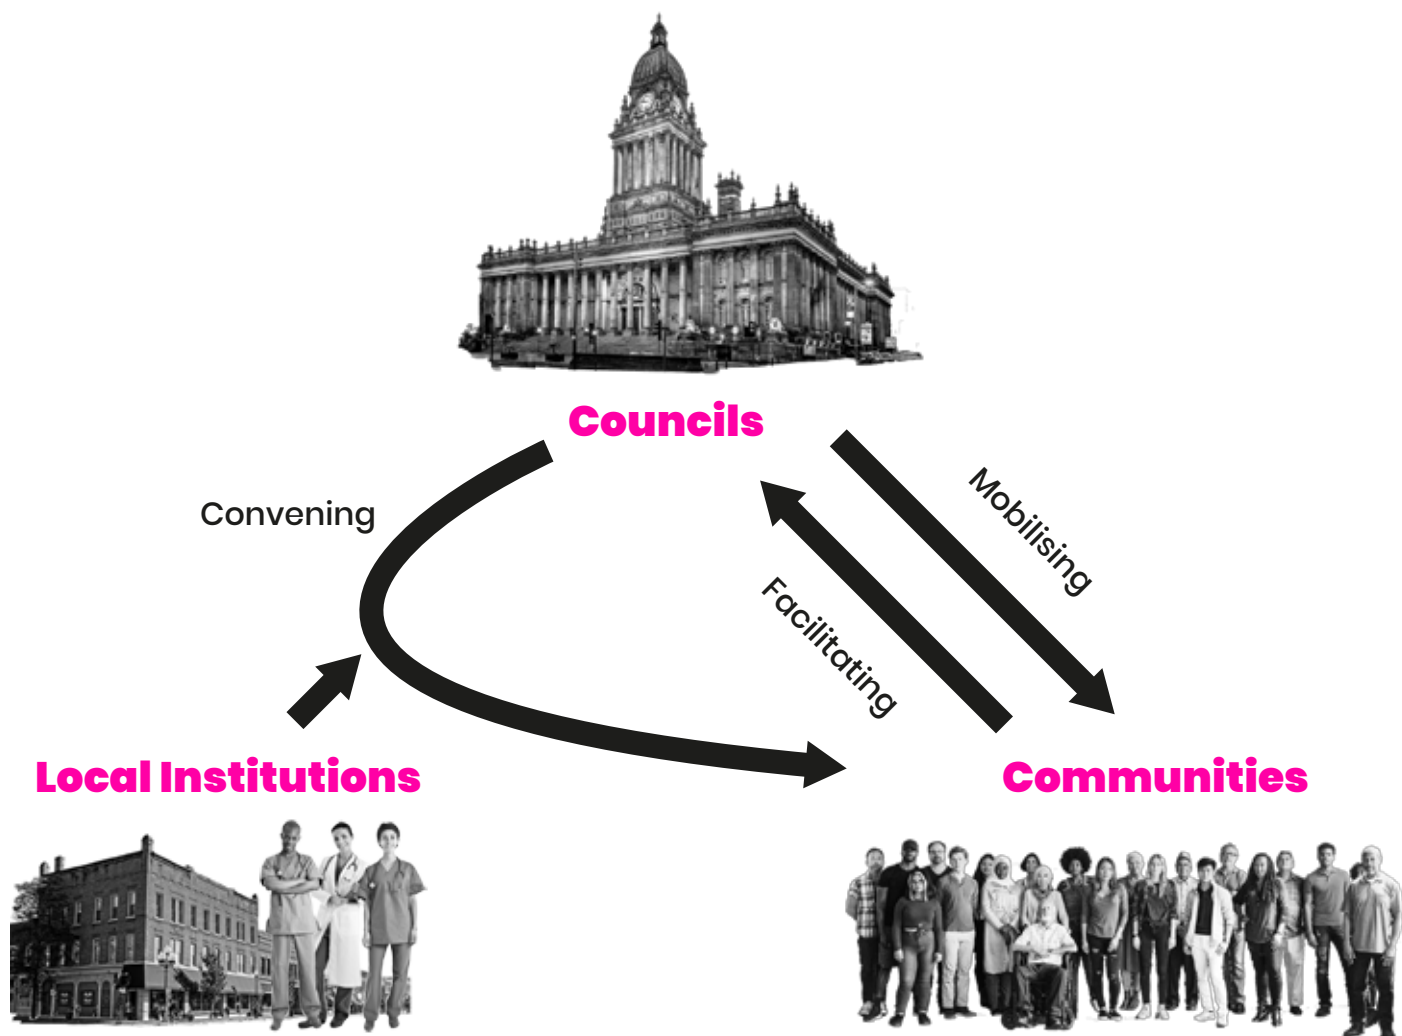 Councils
Convening
Mobilising
Facilitating
Local Institutions
Communities